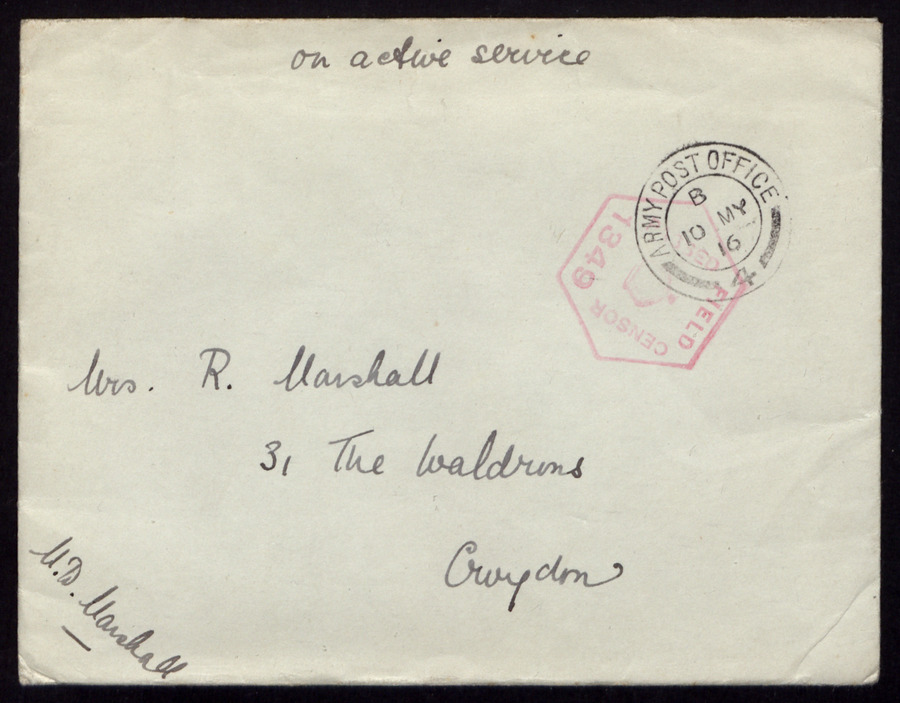 on active service
ARMY POST OFFICE
B
10 MY
16
4
FIELD CENSOR
1349
Mrs. R. Marshall
31 The Waldrons
Croydon
M.D. Marshall